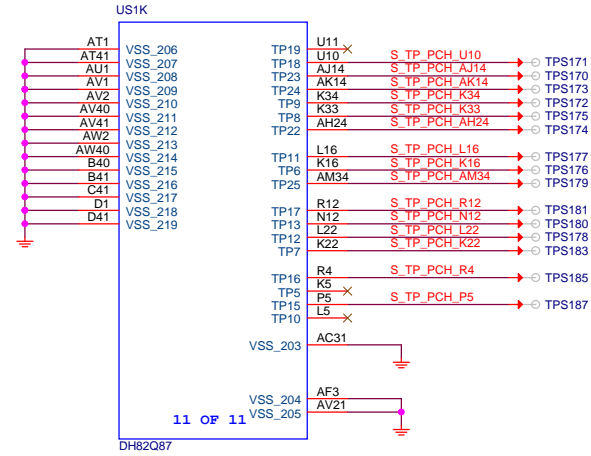 US1K
AT1 VSS_206 TP19 U11
AT41 VSS_207 TP18 U10 S_TP_PCH_U10 TPS171
AU1 VSS_208 TP23 AJ14 S_TP_PCH_AJ14 TPS170
AV1 VSS_209 TP24 AK14 S_TP_PCH_AK14 TPS173
AV2 VSS_210 TP9 K34 S_TP_PCH_K34 TPS172
AV40 VSS_211 TP8 K33 S_TP_PCH_K33 TPS175
AV41 VSS_212 TP22 AH24 S_TP_PCH_AH24 TPS174
AW2 VSS_213
AW40 VSS_214 TP11 L16 S_TP_PCH_L16 TPS177
B40 VSS_215 TP6 K16 S_TP_PCH_K16 TPS176
B41 VSS_216 TP25 AM34 S_TP_PCH_AM34 TPS179
C41 VSS_217
D1 VSS_218 TP17 R12 S_TP_PCH_R12 TPS181
D41 VSS_219 TP13 N12 S_TP_PCH_N12 TPS180
TP12 L22 S_TP_PCH_L22 TPS178
TP7 K22 S_TP_PCH_K22 TPS183
TP16 R4 S_TP_PCH_R4 TPS185
TP5 K5
TP15 P5 S_TP_PCH_P5 TPS187
TP10 L5
VSS_203 AC31
VSS_204 AF3
VSS_205 AV21
11 OF 11
DH82Q87